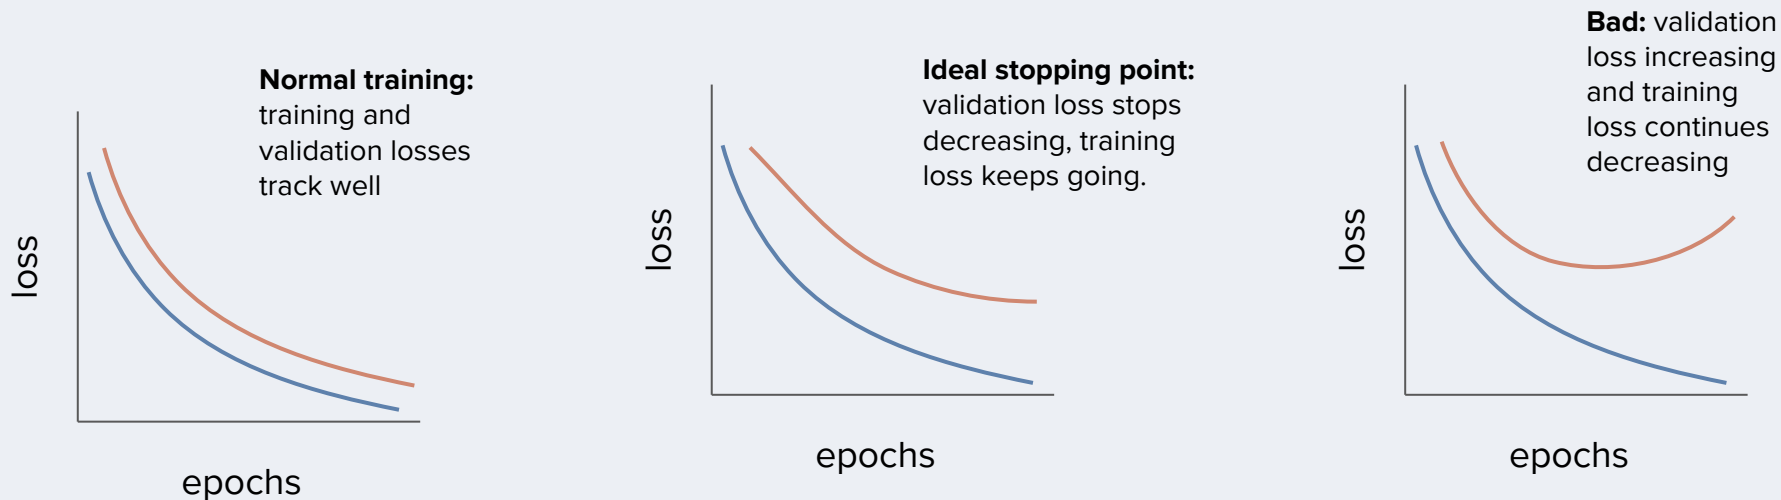 Normal training:
training and
validation losses
track well
loss
epochs
Ideal stopping point:
validation loss stops
decreasing, training
loss keeps going.
loss
epochs
Bad: validation
loss increasing
and training
loss continues
decreasing
loss
epochs